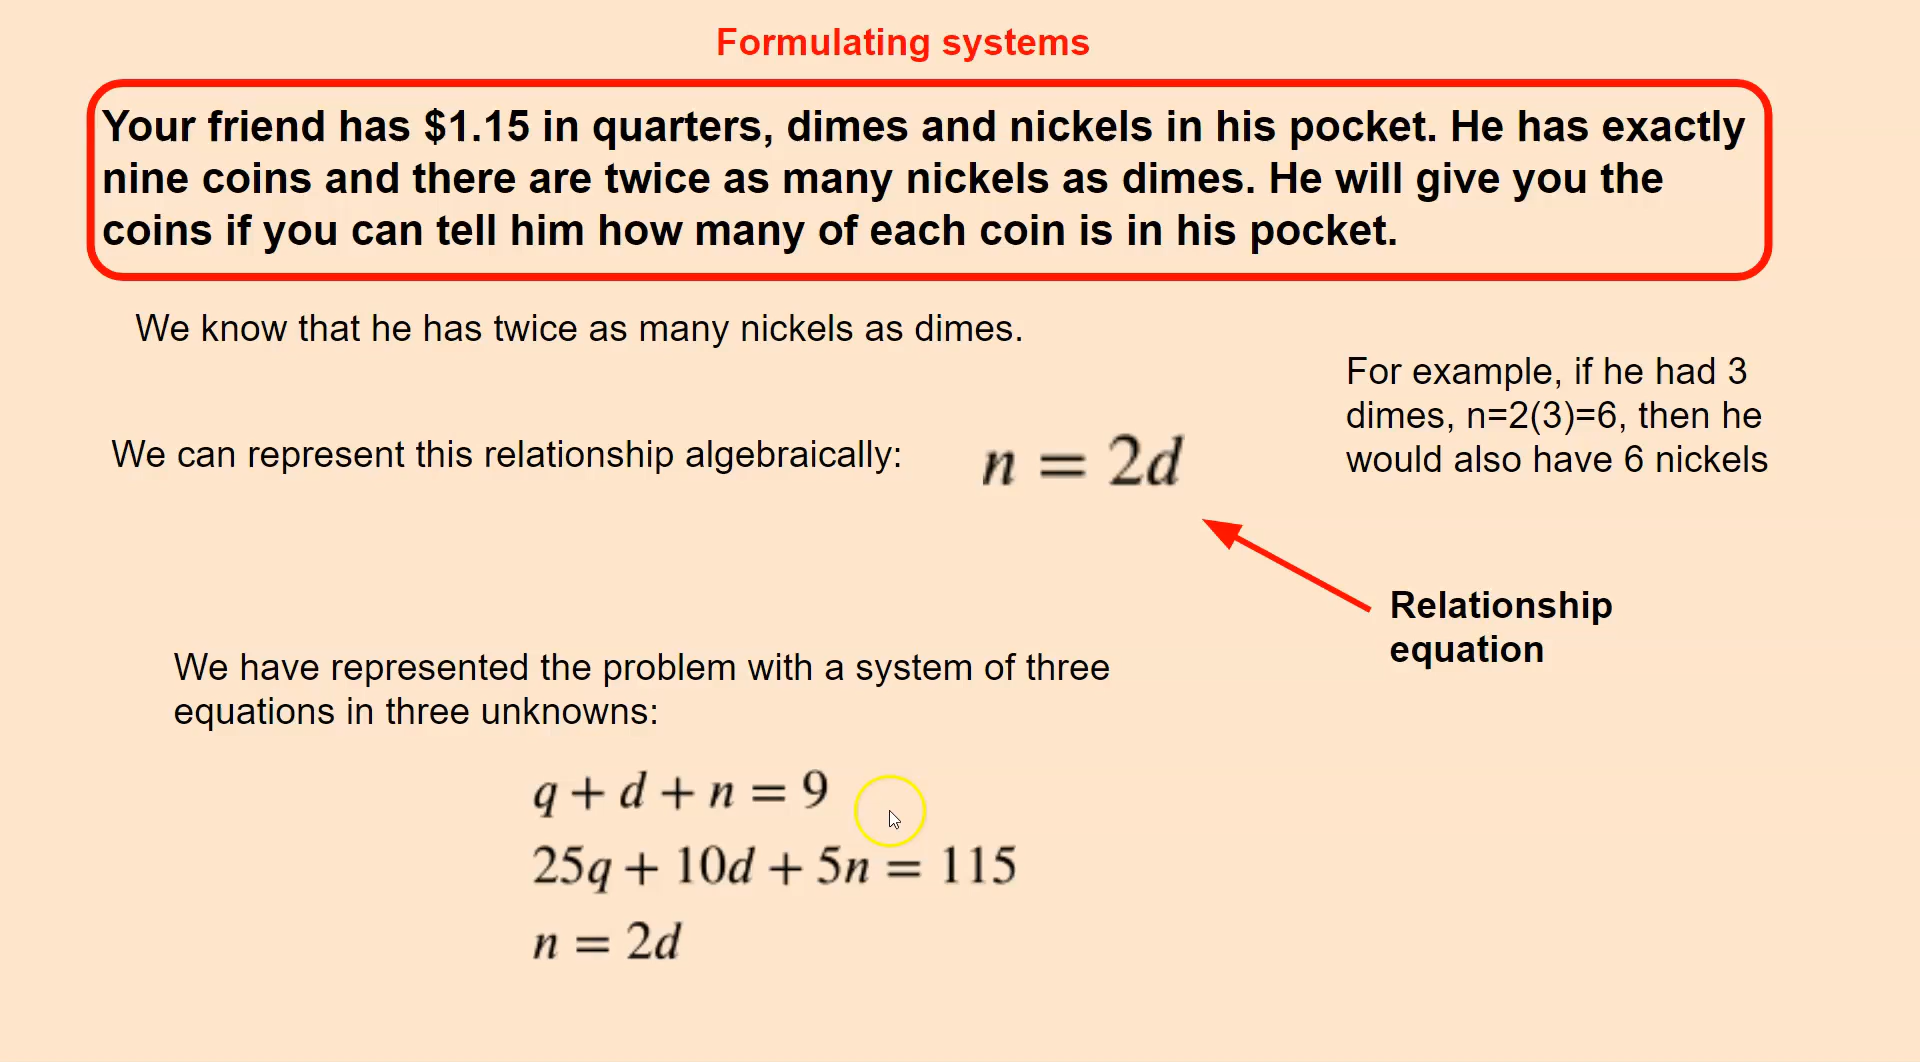 Formulating systems
Your friend has $1.15 in quarters, dimes and nickels in his pocket. He has exactly
nine coins and there are twice as many nickels as dimes. He will give you the
coins if you can tell him how many of each coin is in his pocket.
We know that he has twice as many nickels as dimes.
For example, if he had 3
dimes, n=2(3)=6, then he
would also have 6 nickels
We can represent this relationship algebraically:
n = 2d
Relationship
equation
We have represented the problem with a system of three
equations in three unknowns:
q + d + n = 9
25q + 10d + 5n = 115
n = 2d